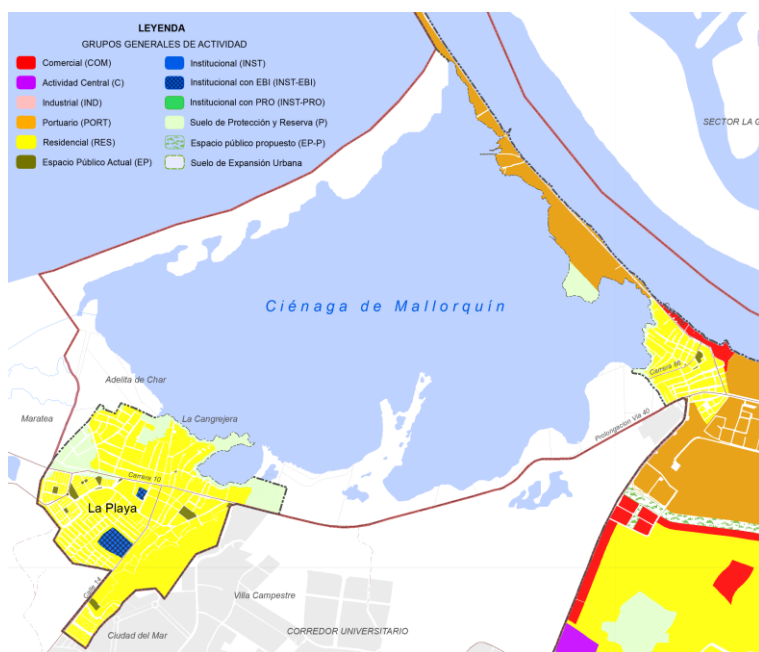 LEYENDA
GRUPOS GENERALES DE ACTIVIDAD
Comercial (COM)
Actividad Central (C)
Industrial (IND)
Portuario (PORT)
Residencial (RES)
Espacio Público Actual (EP)
Institucional (INST)
Institucional con EBI (INST-EBI)
Institucional con PRO (INST-PRO)
Suelo de Protección y Reserva (P)
Espacio público propuesto (EP-P)
Suelo de Expansión Urbana
SECTOR LA G
Ciénaga de Mallorquín
Carrera 86
Adelita de Char
La Cangrejera
Maratea
Prolongacion Via 40
Carrera 10
La Playa
Calle 14
Villa Campestre
Ciudad del Mar
CORREDOR UNIVERSITARIO